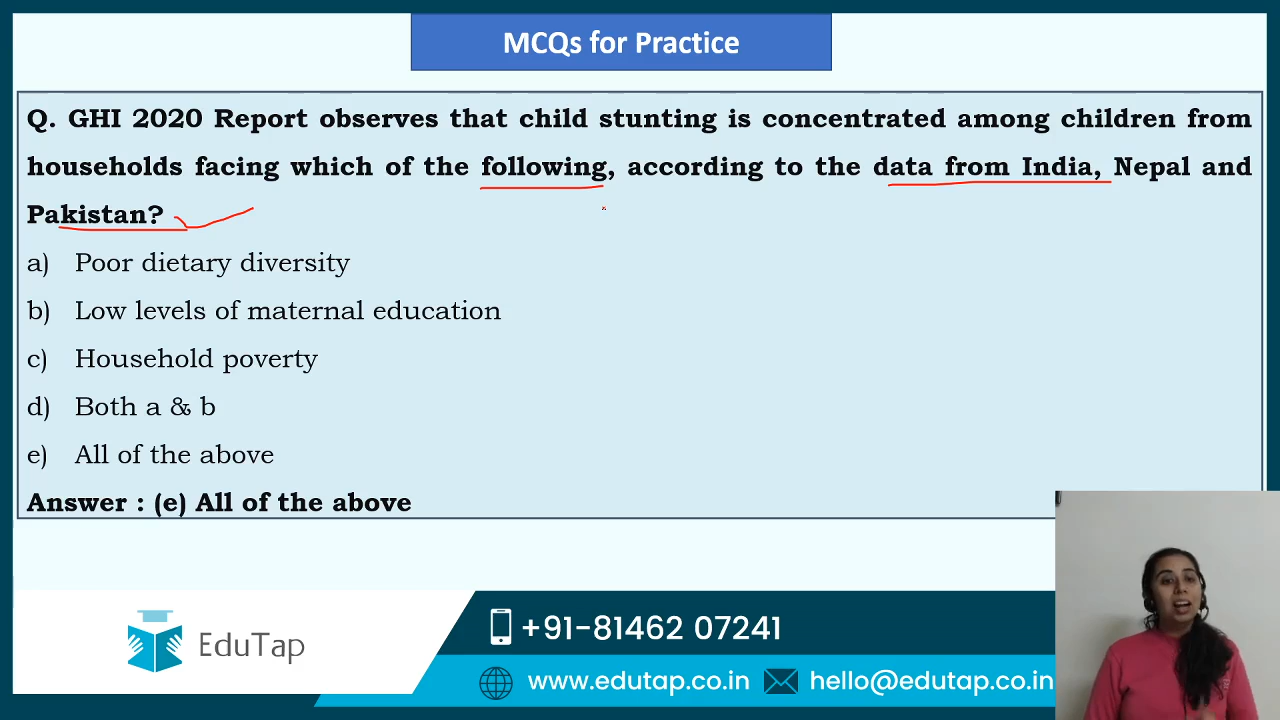 MCQs for Practice
Q. GHI 2020 Report observes that child stunting is concentrated among children from
households facing which of the following, according to the data from India, Nepal and
Pakistan?
a) Poor dietary diversity
b) Low levels of maternal education
c) Household poverty
d) Both a & b
e) All of the above
Answer : (e) All of the above
EduTap
+91-81462 07241
www.edutap.co.in hello@edutap.co.in